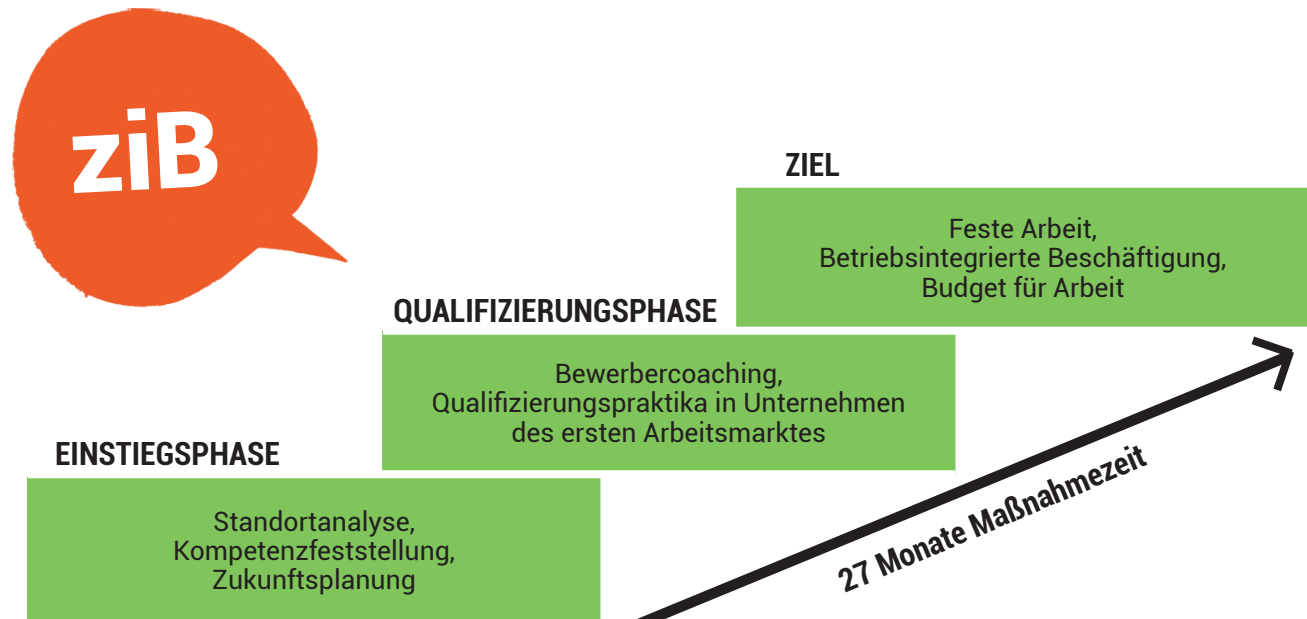 ziB
ZIEL
Feste Arbeit,
Betriebsintegrierte Beschäftigung,
Budget für Arbeit
QUALIFIZIERUNGSPHASE
Bewerbercoaching,
Qualifizierungspraktika in Unternehmen
des ersten Arbeitsmarktes
EINSTIEGSPHASE
Standortanalyse,
Kompetenzfeststellung,
Zukunftsplanung
27 Monate Maßnahmezeit